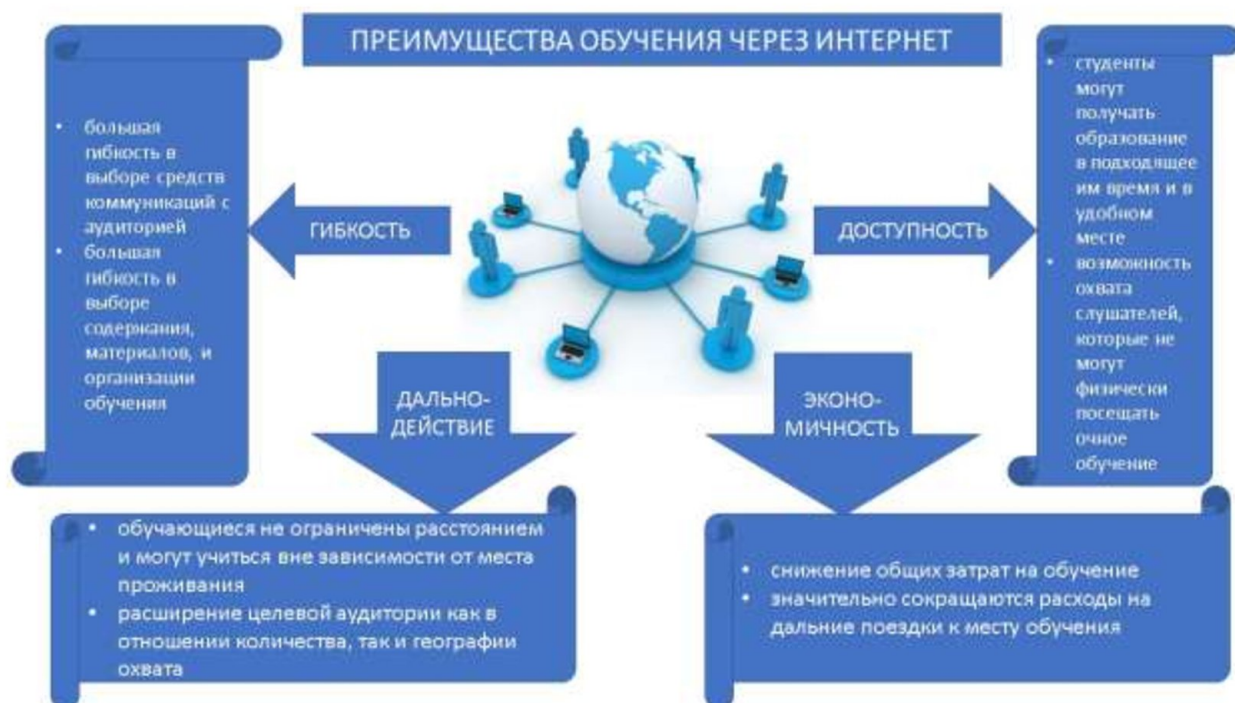 ПРЕИМУЩЕСТВА ОБУЧЕНИЯ ЧЕРЕЗ ИНТЕРНЕТ
• большая
гибкость в
выборе средств
коммуникаций с
аудиторией
• большая
гибкость в
выборе
содержания,
материалов, и
организации
обучения
ГИБКОСТЬ
ДОСТУПНОСТЬ
• студенты
могут
получать
образование
в подходящее
им время и в
удобном
месте
• возможность
охвата
слушателей,
которые не
могут
физически
посещать
очное
обучение
ДАЛЬНО-
ДЕЙСТВИЕ
ЭКОНО-
МИЧНОСТЬ
• обучающиеся не ограничены расстоянием
и могут учиться вне зависимости от места
проживания
• расширение целевой аудитории как в
отношении количества, так и географии
охвата
• снижение общих затрат на обучение
• значительно сокращаются расходы на
дальние поездки к месту обучения